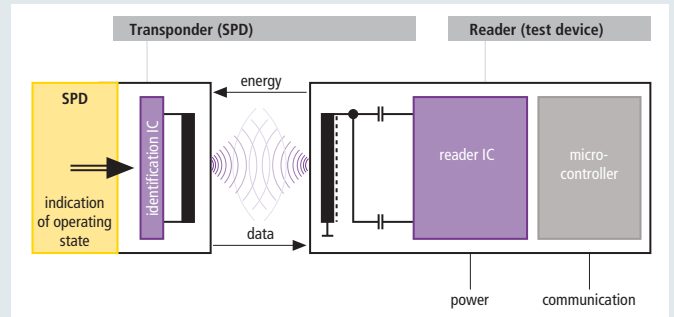 Transponder (SPD)
Reader (test device)
energy
SPD
identification IC
reader IC
micro-
controller
indication
of operating
state
data
power
communication